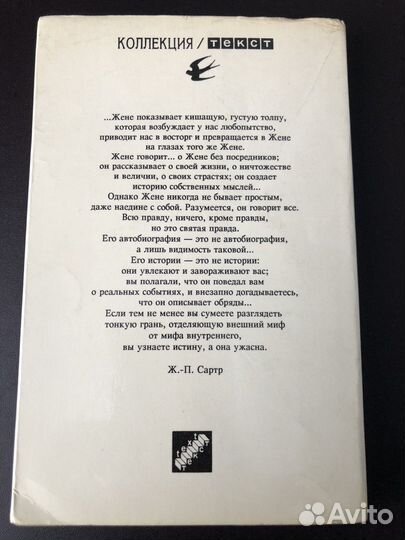 КОЛЛЕКЦИЯ / ТЕКСТ
...Жене показывает кишащую, густую толпу,
которая возбуждает у нас любопытство,
приводит нас в восторг и превращается в Жене
на глазах того же Жене.
Жене говорит... о Жене без посредников;
он рассказывает о своей жизни, о ничтожестве
и величии, о своих страстях; он создает
историю собственных мыслей...
Однако Жене никогда не бывает простым,
даже наедине с собой. Разумеется, он говорит все.
Всю правду, ничего, кроме правды,
но это святая правда.
Его автобиография — это не автобиография,
а лишь видимость таковой...
Его истории — это не истории:
они увлекают и завораживают вас;
вы полагали, что он поведал вам
о реальных событиях, и внезапно догадываетесь,
что он описывает обряды...
Если тем не менее вы сумеете разглядеть
тонкую грань, отделяющую внешний миф
от мифа внутреннего,
вы узнаете истину, а она ужасна.
Ж.-П. Сартр
text
текст
Avito